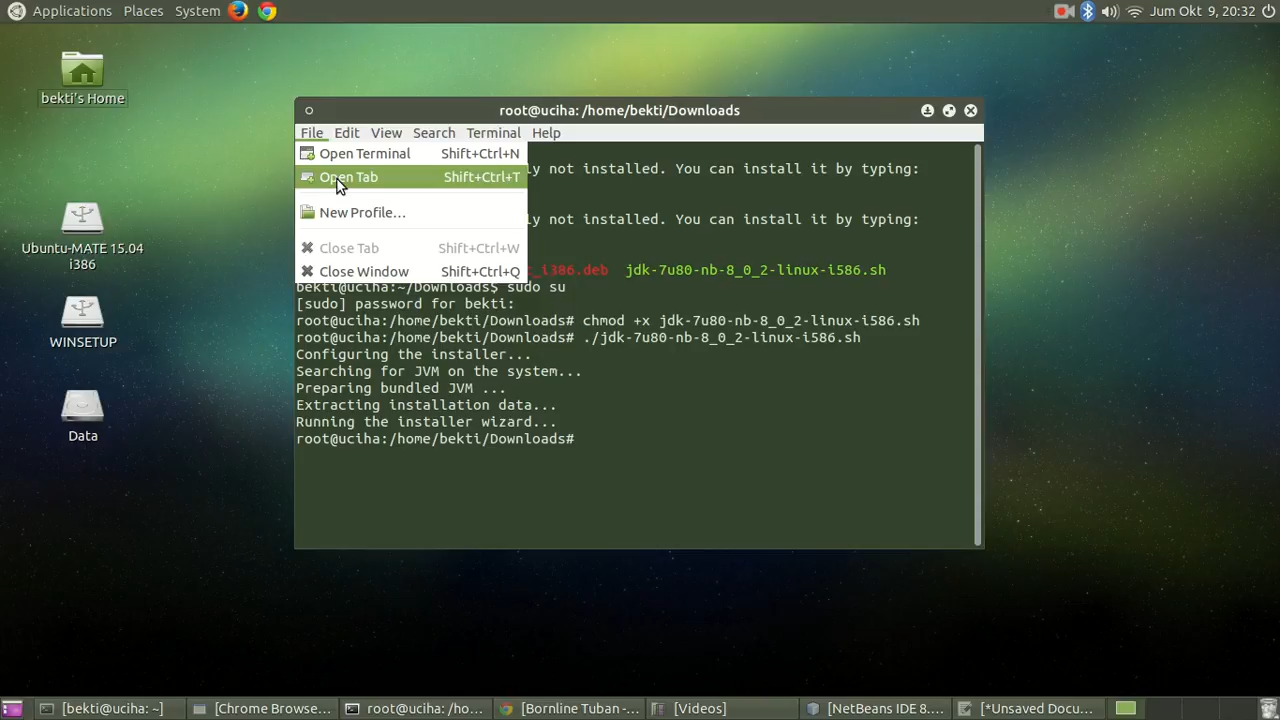 Applications Places System Jum Okt 9, 20:32
bekti's Home
Ubuntu-MATE 15.04
i386
WINSETUP
Data
root@uciha: /home/bekti/Downloads
File Edit View Search Terminal Help
Open Terminal Shift+Ctrl+N
Open Tab Shift+Ctrl+T
New Profile...
Close Tab Shift+Ctrl+W
Close Window Shift+Ctrl+Q
ly not installed. You can install it by typing:
ly not installed. You can install it by typing:
t_i386.deb jdk-7u80-nb-8_0_2-linux-i586.sh
bekti@uciha:~/Downloads$ sudo su
[sudo] password for bekti:
root@uciha:/home/bekti/Downloads# chmod +x jdk-7u80-nb-8_0_2-linux-i586.sh
root@uciha:/home/bekti/Downloads# ./jdk-7u80-nb-8_0_2-linux-i586.sh
Configuring the installer...
Searching for JVM on the system...
Preparing bundled JVM ...
Extracting installation data...
Running the installer wizard...
root@uciha:/home/bekti/Downloads#
[bekti@uciha: ~] [Chrome Browse... root@uciha: /ho... [Bornline Tuban -... [Videos] [NetBeans IDE 8.... [*Unsaved Docu...